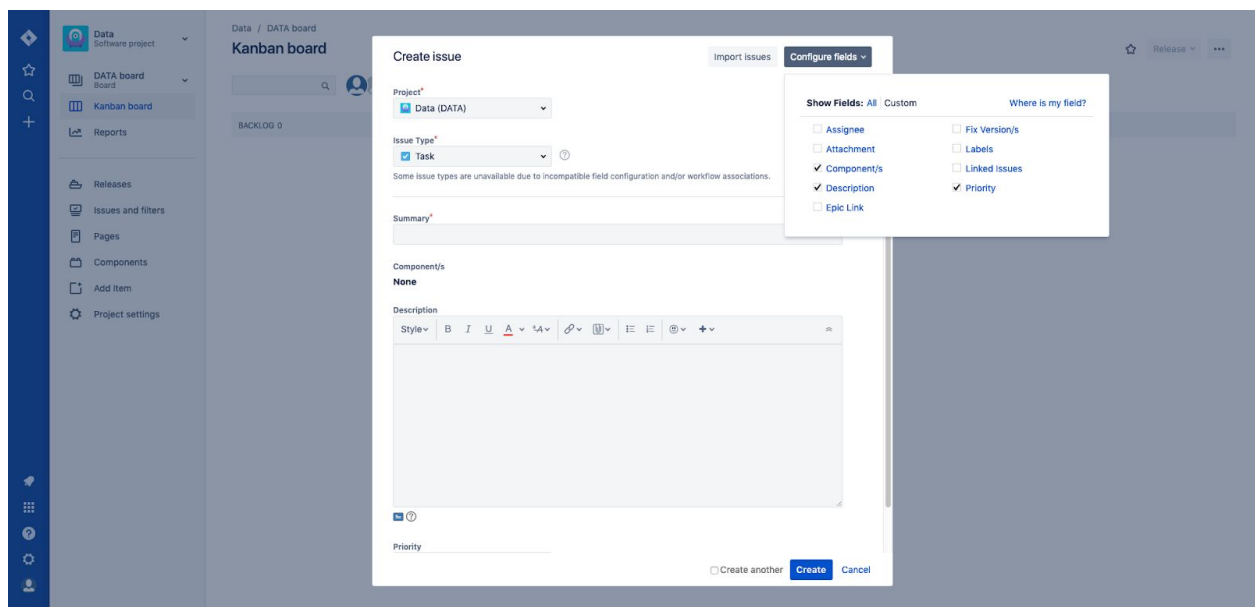 Data
Software project
DATA board
Board
Kanban board
Reports
Releases
Issues and filters
Pages
Components
Add Item
Project settings
Data / DATA board
Kanban board
Release
BACKLOG 0
Create issue
Import issues
Configure fields
Project*
Data (DATA)
Issue Type*
Task
Some issue types are unavailable due to incompatible field configuration and/or workflow associations.
Summary*
Component/s
None
Description
Style
B I U A
Priority
Create another
Create
Cancel
Show Fields: All Custom
Where is my field?
Assignee
Attachment
Component/s
Description
Epic Link
Fix Version/s
Labels
Linked Issues
Priority